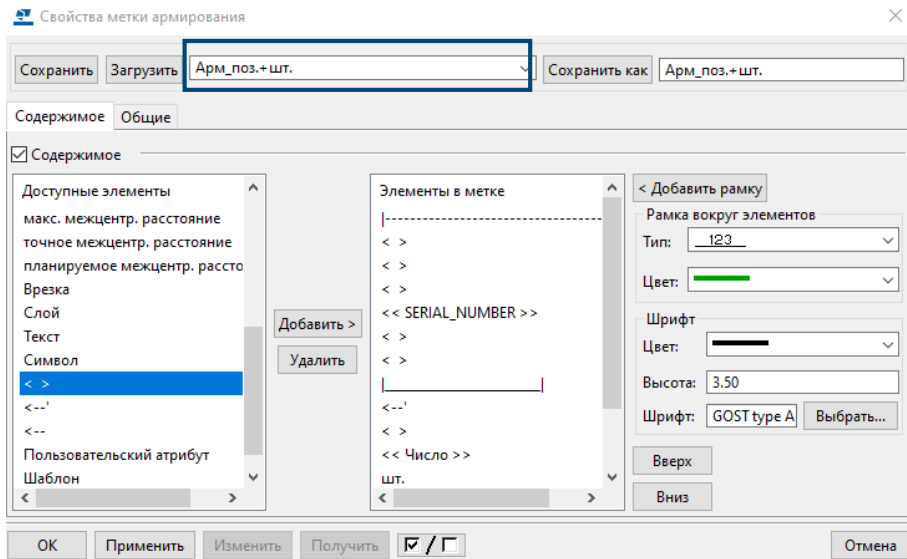 Свойства метки армирования
Сохранить Загрузить Арм_поз.+шт. Сохранить как Арм_поз.+шт.
Содержимое Общие
Содержимое
Доступные элементы
макс. межцентр. расстояние
точное межцентр. расстояние
планируемое межцентр. рассто
Врезка
Слой
Текст
Символ
< >
<--'
<--
Пользовательский атрибут
Шаблон
Добавить >
Удалить
Элементы в метке
|-----------------------------------
< >
< >
< >
<< SERIAL_NUMBER >>
< >
< >
|____________________|
<--'
< >
<< Число >>
шт.
< Добавить рамку
Рамка вокруг элементов
Тип: 123
Цвет:
Шрифт
Цвет:
Высота: 3.50
Шрифт: GOST type A Выбрать...
Вверх
Вниз
OK Применить Изменить Получить / Отмена